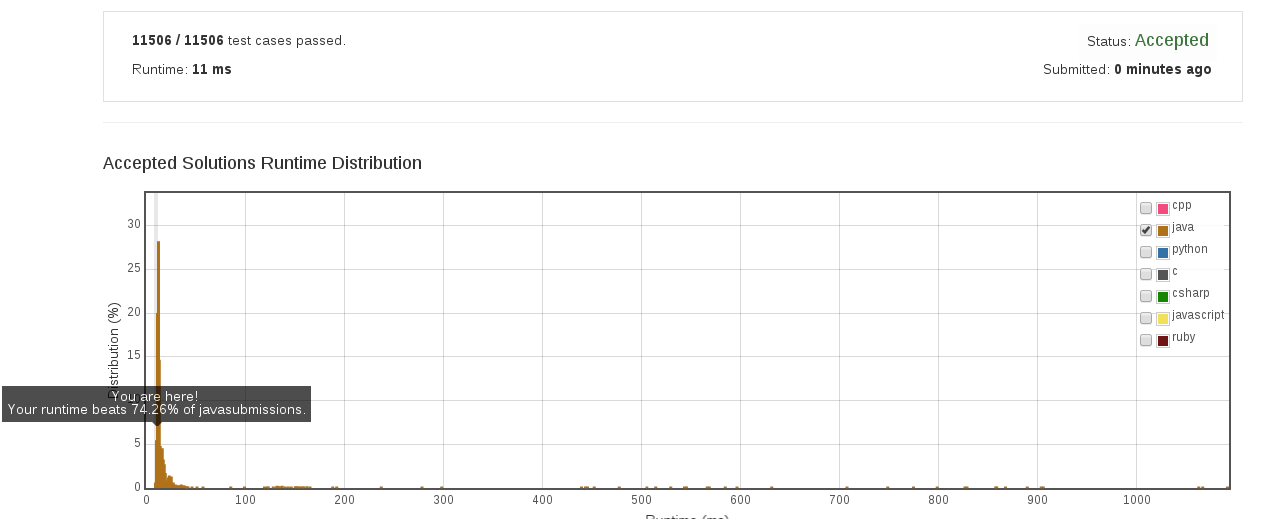 11506 / 11506 test cases passed.
Status: Accepted
Runtime: 11 ms
Submitted: 0 minutes ago
Accepted Solutions Runtime Distribution
Distribution (%)
30
25
20
15
5
0
You are here!
Your runtime beats 74.26% of javasubmissions.
cpp
java
python
c
csharp
javascript
ruby
0 100 200 300 400 500 600 700 800 900 1000
Runtime (ms)